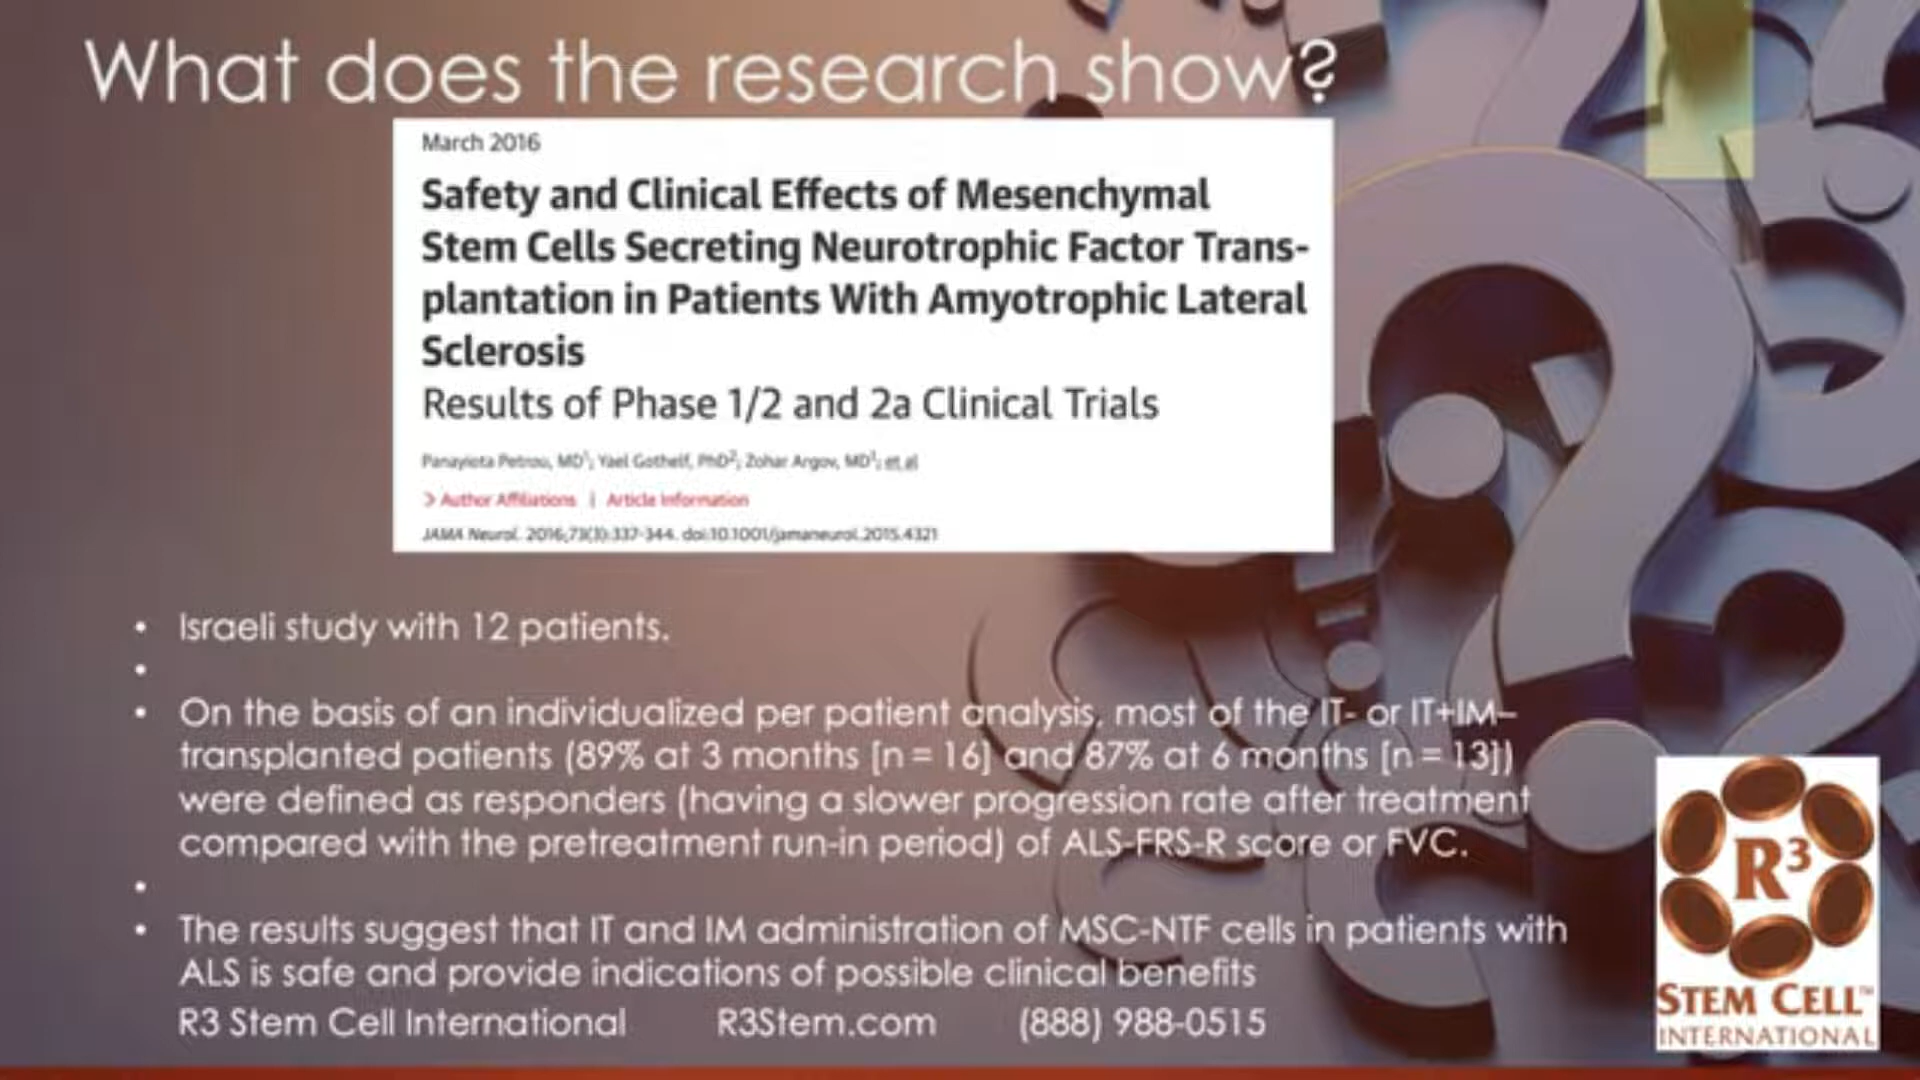 What does the research show?
March 2016
Safety and Clinical Effects of Mesenchymal
Stem Cells Secreting Neurotrophic Factor Trans-
plantation in Patients With Amyotrophic Lateral
Sclerosis
Results of Phase 1/2 and 2a Clinical Trials
Panayiota Petrou, MD1; Yael Gothelf, PhD2; Zohar Argov, MD1; et al
> Author Affiliations | Article Information
JAMA Neurol. 2016;73(3):337-344. doi:10.1001/jamaneurol.2015.4321
• Israeli study with 12 patients.
•
• On the basis of an individualized per patient analysis, most of the IT- or IT+IM–
transplanted patients (89% at 3 months [n = 16] and 87% at 6 months [n = 13])
were defined as responders (having a slower progression rate after treatment
compared with the pretreatment run-in period) of ALS-FRS-R score or FVC.
•
• The results suggest that IT and IM administration of MSC-NTF cells in patients with
ALS is safe and provide indications of possible clinical benefits
R3 Stem Cell International R3Stem.com (888) 988-0515
R3
STEM CELL™
INTERNATIONAL